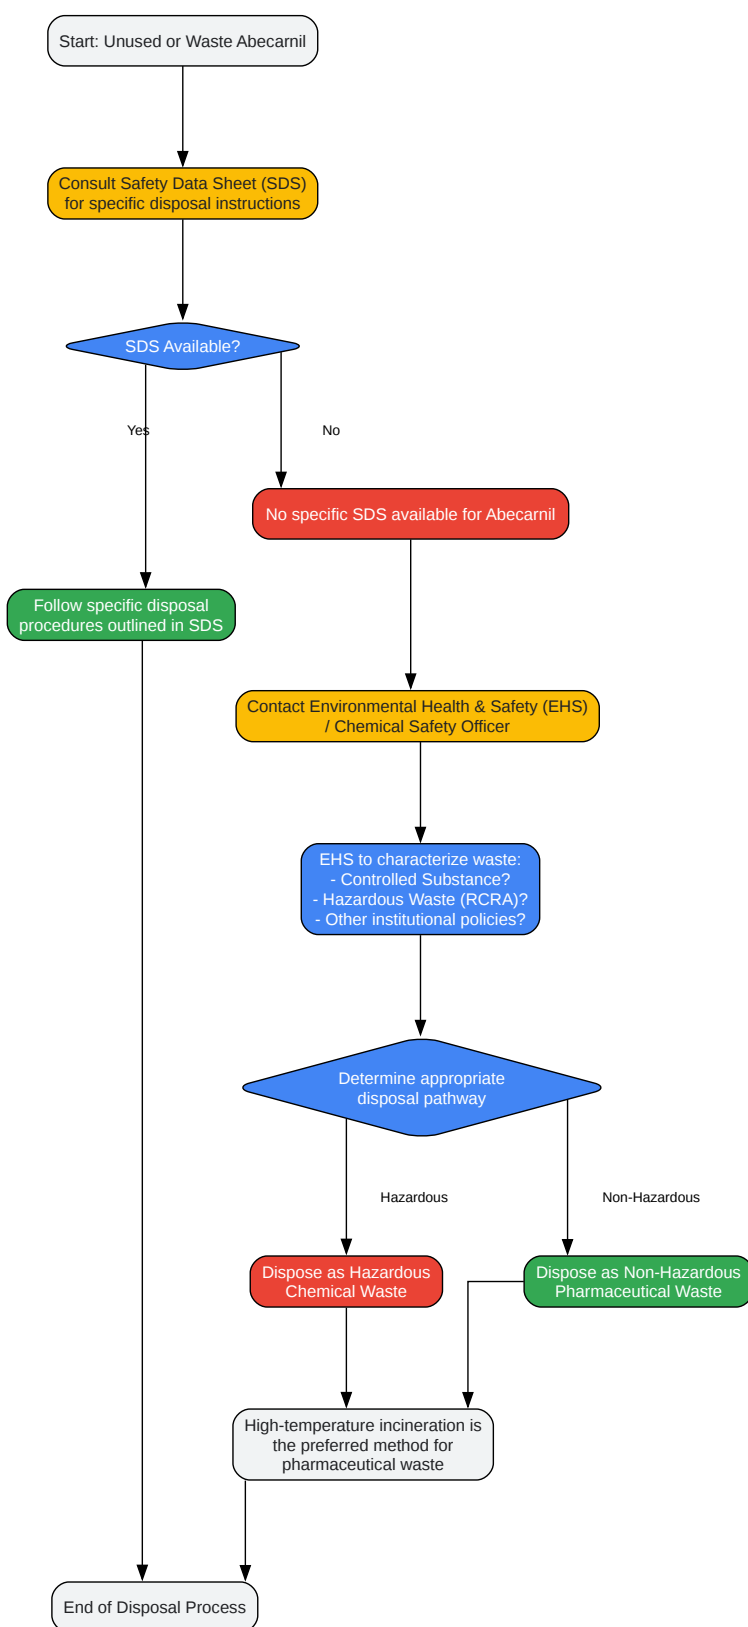 Start: Unused or Waste Abecarnil
Consult Safety Data Sheet (SDS)
for specific disposal instructions
SDS Available?
Yes
No
No specific SDS available for Abecarnil
Follow specific disposal
procedures outlined in SDS
Contact Environmental Health & Safety (EHS)
/ Chemical Safety Officer
EHS to characterize waste:
- Controlled Substance?
- Hazardous Waste (RCRA)?
- Other institutional policies?
Determine appropriate
disposal pathway
Hazardous
Non-Hazardous
Dispose as Hazardous
Chemical Waste
Dispose as Non-Hazardous
Pharmaceutical Waste
High-temperature incineration is
the preferred method for
pharmaceutical waste
End of Disposal Process